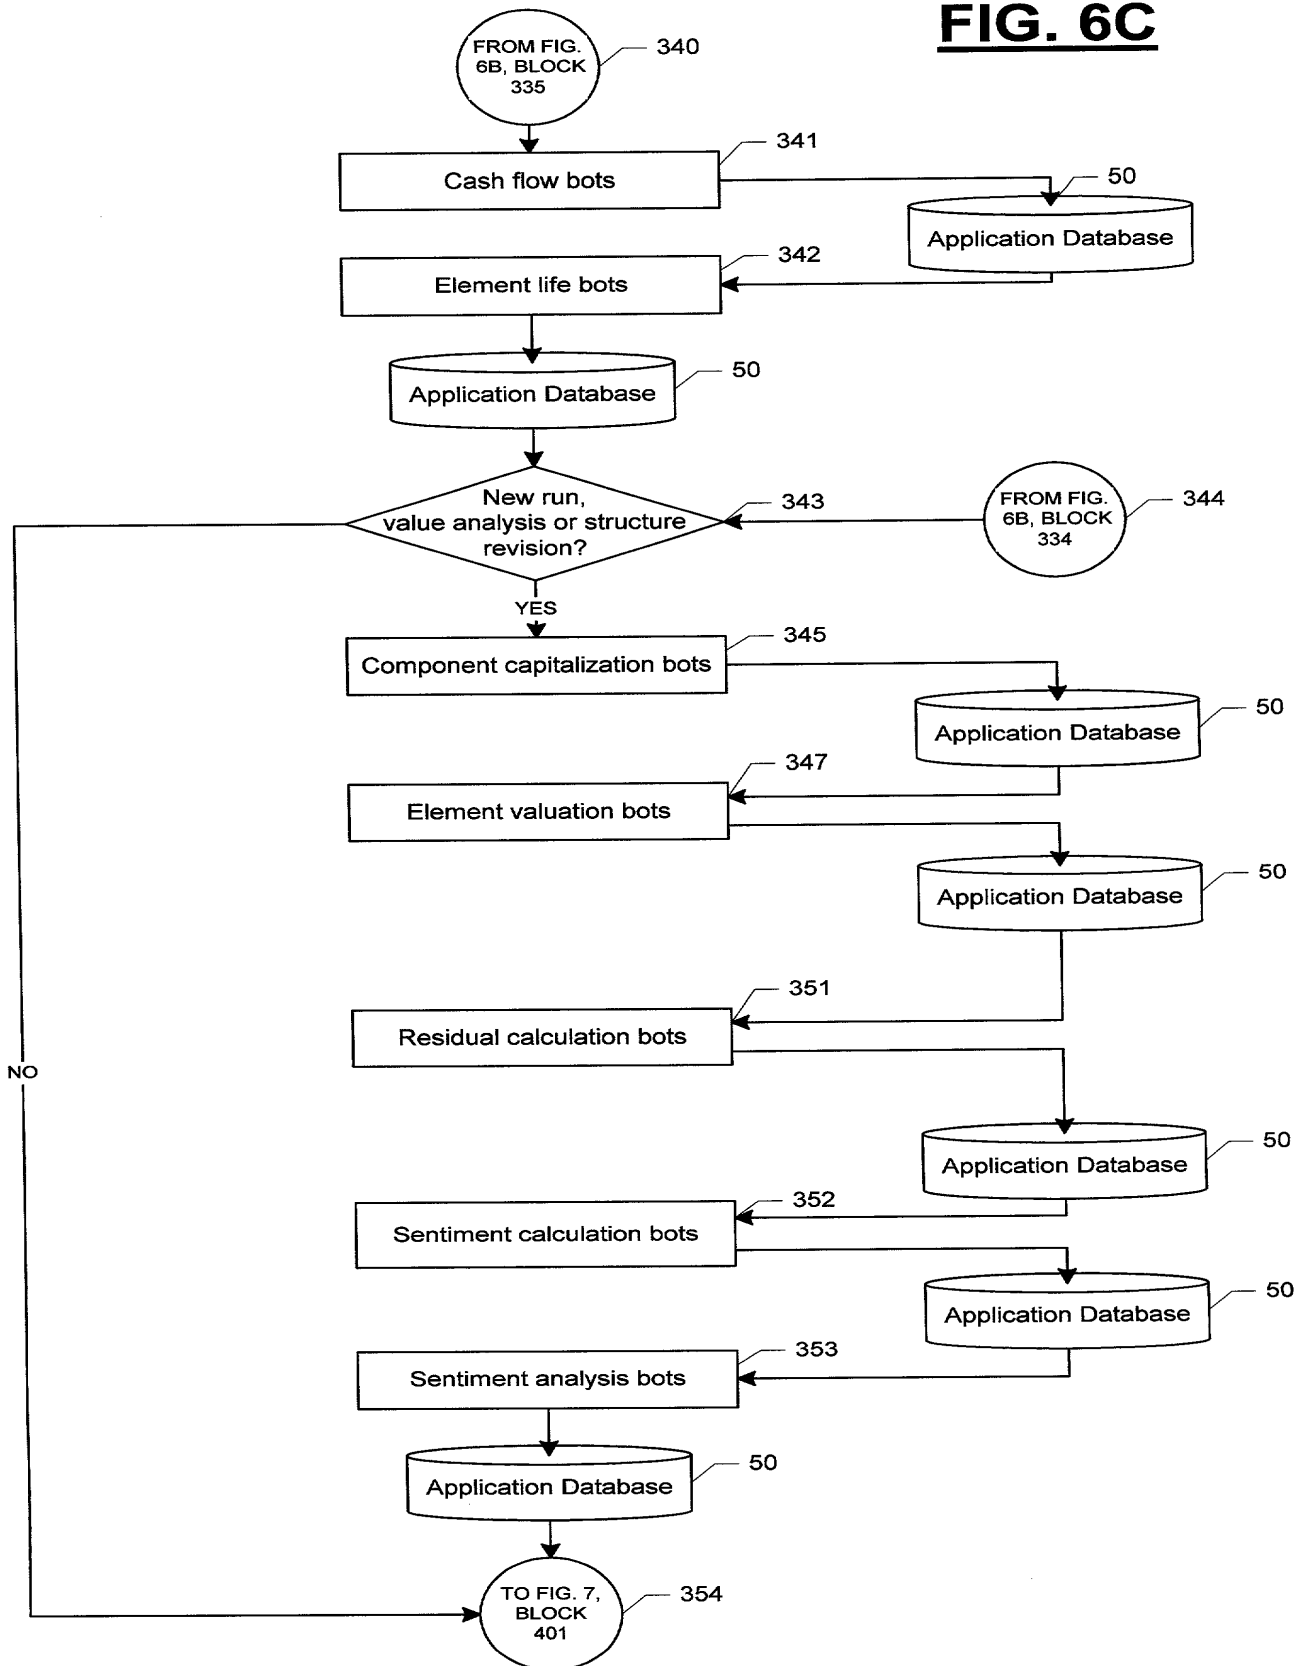 FIG. 6C
FROM FIG.
6B, BLOCK
335
340
341
Cash flow bots
50
Application Database
342
Element life bots
50
Application Database
New run,
value analysis or structure
revision?
343
FROM FIG.
6B, BLOCK
334
344
YES
345
Component capitalization bots
50
Application Database
347
Element valuation bots
50
Application Database
351
Residual calculation bots
NO
50
Application Database
352
Sentiment calculation bots
50
Application Database
353
Sentiment analysis bots
50
Application Database
TO FIG. 7,
BLOCK
401
354